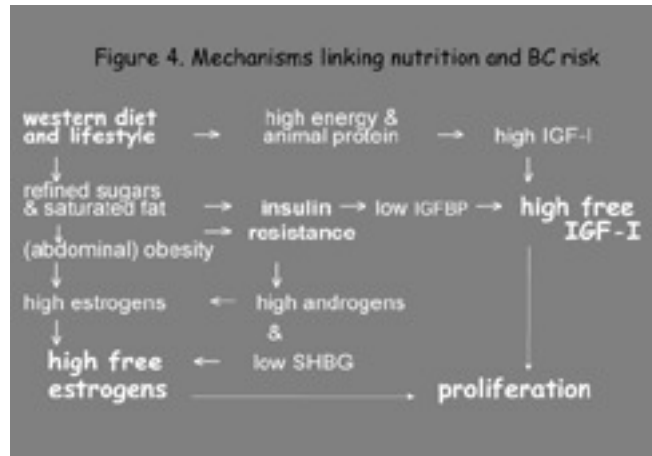 Figure 4. Mechanisms linking nutrition and BC risk
western diet
and lifestyle → high energy &
animal protein → high IGF-I
↓ ↓
refined sugars
& saturated fat → insulin → low IGFBP → high free
IGF-I
↓ → resistance
(abdominal) obesity
↓ ↓
high estrogens ← high androgens
↓ &
high free ← low SHBG
estrogens → proliferation